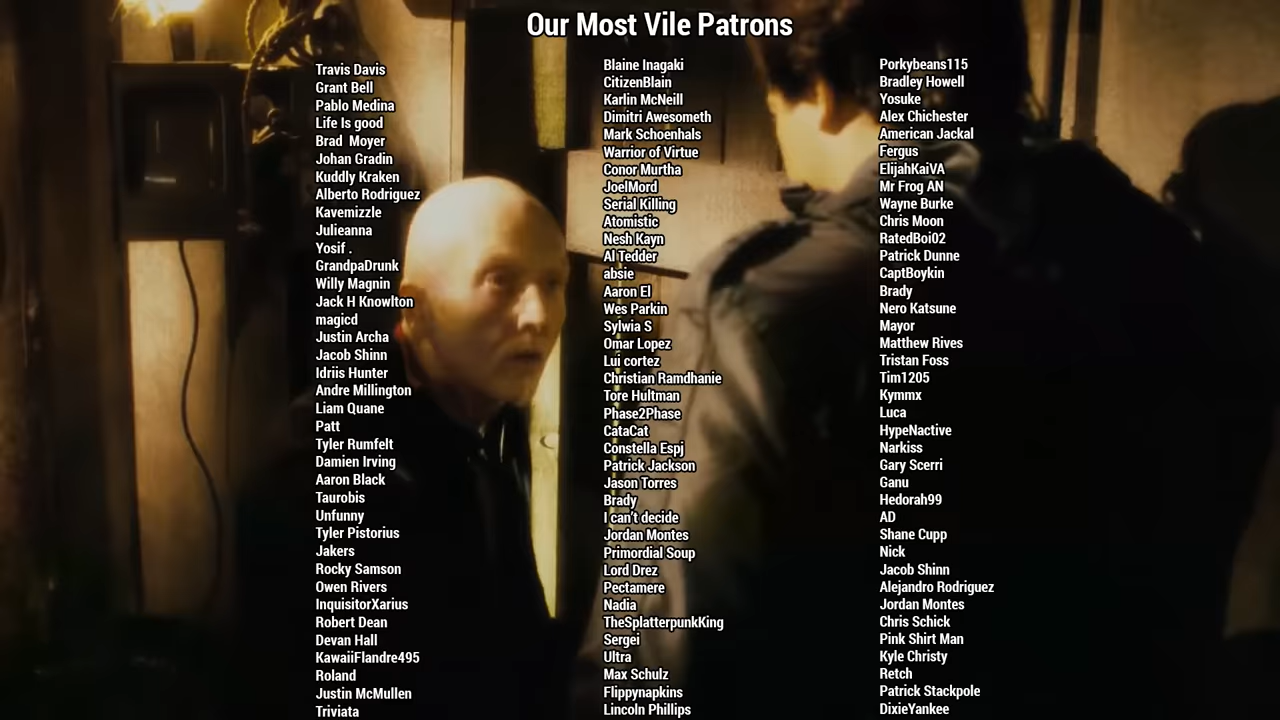 Our Most Vile Patrons
Travis Davis
Grant Bell
Pablo Medina
Life Is good
Brad  Moyer
Johan Gradin
Kuddly Kraken
Alberto Rodriguez
Kavemizzle
Julieanna
Yosif .
GrandpaDrunk
Willy Magnin
Jack H Knowlton
magicd
Justin Archa
Jacob Shinn
Idriis Hunter
Andre Millington
Liam Quane
Patt
Tyler Rumfelt
Damien Irving
Aaron Black
Taurobis
Unfunny
Tyler Pistorius
Jakers
Rocky Samson
Owen Rivers
InquisitorXarius
Robert Dean
Devan Hall
KawaiiFlandre495
Roland
Justin McMullen
Triviata
Blaine Inagaki
CitizenBlain
Karlin McNeill
Dimitri Awesometh
Mark Schoenhals
Warrior of Virtue
Conor Murtha
JoelMord
Serial Killing
Atomistic
Nesh Kayn
Al Tedder
absie
Aaron El
Wes Parkin
Sylwia S
Omar Lopez
Lui cortez
Christian Ramdhanie
Tore Hultman
Phase2Phase
CataCat
Constella Espj
Patrick Jackson
Jason Torres
Brady
I can't decide
Jordan Montes
Primordial Soup
Lord Drez
Pectamere
Nadia
TheSplatterpunkKing
Sergei
Ultra
Max Schulz
Flippynapkins
Lincoln Phillips
Porkybeans115
Bradley Howell
Yosuke
Alex Chichester
American Jackal
Fergus
ElijahKaiVA
Mr Frog AN
Wayne Burke
Chris Moon
RatedBoi02
Patrick Dunne
CaptBoykin
Brady
Nero Katsune
Mayor
Matthew Rives
Tristan Foss
Tim1205
Kymmx
Luca
HypeNactive
Narkiss
Gary Scerri
Ganu
Hedorah99
AD
Shane Cupp
Nick
Jacob Shinn
Alejandro Rodriguez
Jordan Montes
Chris Schick
Pink Shirt Man
Kyle Christy
Retch
Patrick Stackpole
DixieYankee